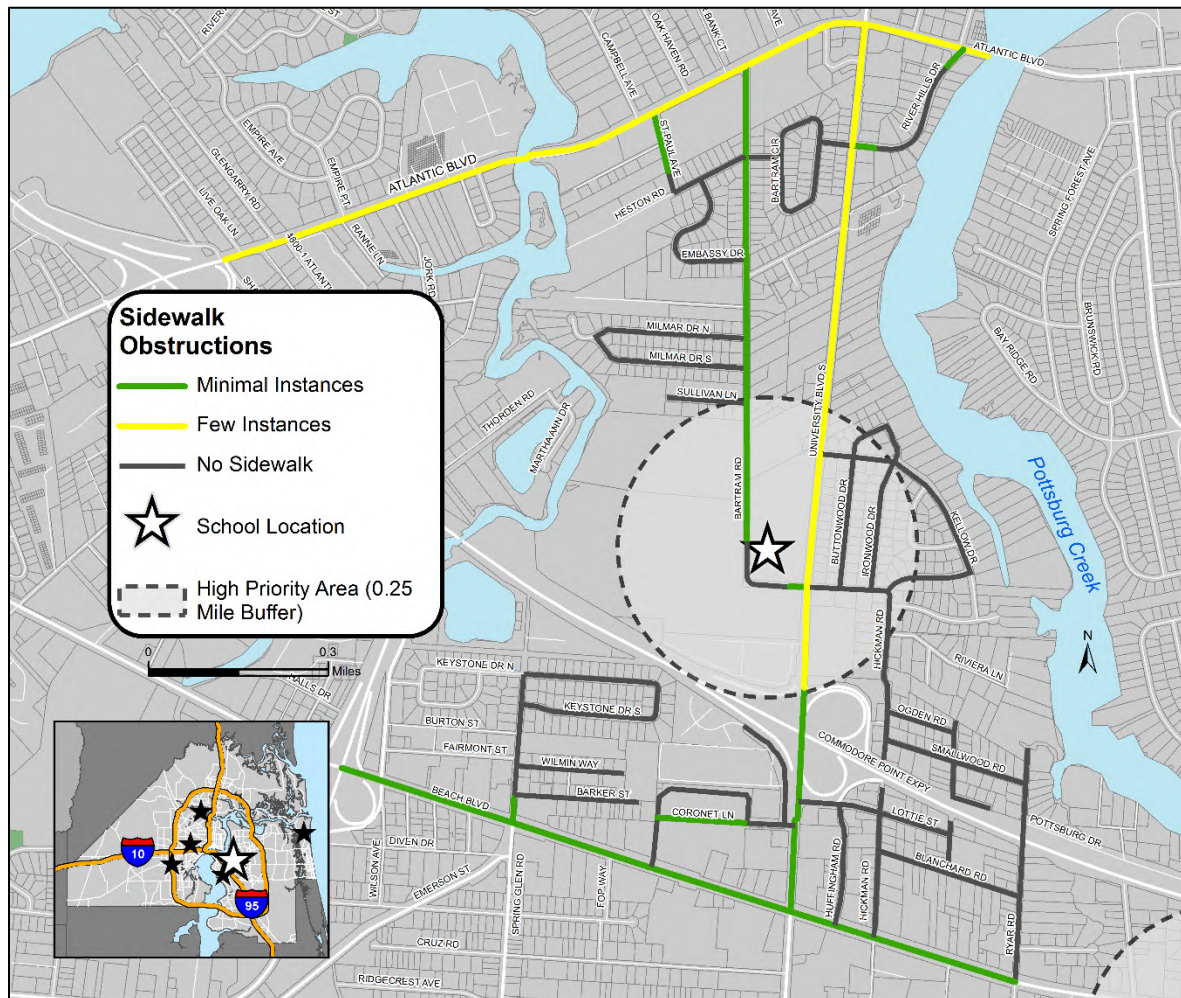 ATLANTIC BLVD
CAMPBELL AVE
OAK HAVEN RD
BANK CT
RIVER HILLS DR
EMPIRE AVE
GLENGARRY RD
EMPIRE PT
LIVE OAK LN
ATLANTIC BLVD
RANNE LN
JORK RD
ST PAUL AVE
HESTON RD
BARTRAM CIR
EMBASSY DR
SPRING FOREST AVE
BRUNSWICK RD
BAY RIDGE RD
MILMAR DR N
MILMAR DR S
SULLIVAN LN
UNIVERSITY BLVD S
BARTRAM RD
THORDEN RD
MARTHA ANN DR
BUTTONWOOD DR
IRONWOOD DR
KELLOW DR
Pottsburg Creek
HICKMAN RD
RIVIERA LN
N
Sidewalk
Obstructions
Minimal Instances
Few Instances
No Sidewalk
School Location
High Priority Area (0.25
Mile Buffer)
0
0.3
Miles
KEYSTONE DR N
KEYSTONE DR S
BURTON ST
FAIRMONT ST
WILMIN WAY
BARKER ST
OGDEN RD
SMALLWOOD RD
COMMODORE POINT EXPY
POTTSBURG DR
BEACH BLVD
CORONET LN
LOTTIE ST
BLANCHARD RD
HUFFINGHAM RD
HICKMAN RD
RYAR RD
DIVEN DR
WILSON AVE
EMERSON ST
SPRING GLEN RD
FOP WAY
CRUZ RD
RIDGECREST AVE
10
95